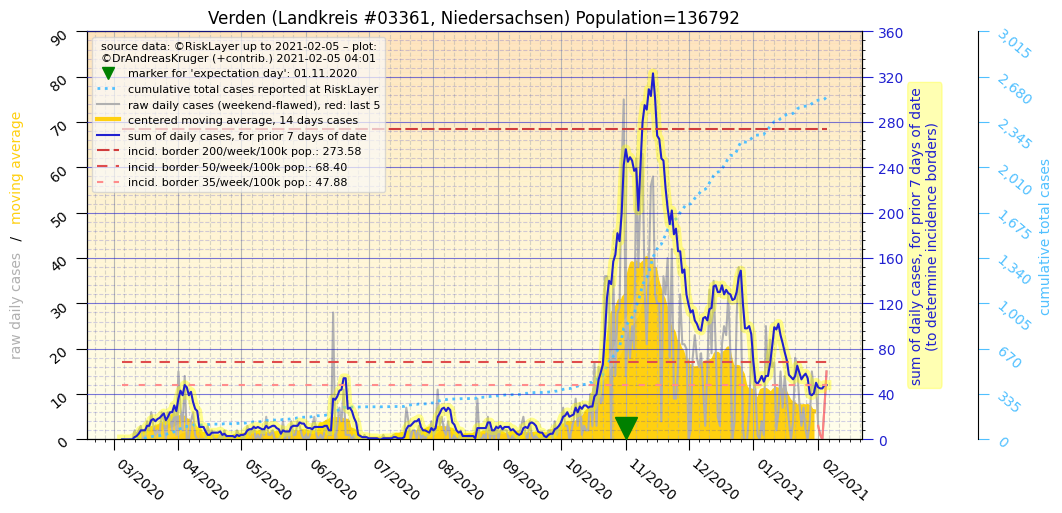 Verden (Landkreis #03361, Niedersachsen) Population=136792
source data: ©RiskLayer up to 2021-02-05 – plot:
©DrAndreasKruger (+contrib.) 2021-02-05 04:01
marker for 'expectation day': 01.11.2020
cumulative total cases reported at RiskLayer
raw daily cases (weekend-flawed), red: last 5
centered moving average, 14 days cases
sum of daily cases, for prior 7 days of date
incid. border 200/week/100k pop.: 273.58
incid. border 50/week/100k pop.: 68.40
incid. border 35/week/100k pop.: 47.88
raw daily cases / moving average
90
80
70
60
50
40
30
20
10
0
03/2020
04/2020
05/2020
06/2020
07/2020
08/2020
09/2020
10/2020
11/2020
12/2020
01/2021
02/2021
360
320
280
240
200
160
120
80
40
0
sum of daily cases, for prior 7 days of date
(to determine incidence borders)
3,015
2,680
2,345
2,010
1,675
1,340
1,005
670
335
0
cumulative total cases